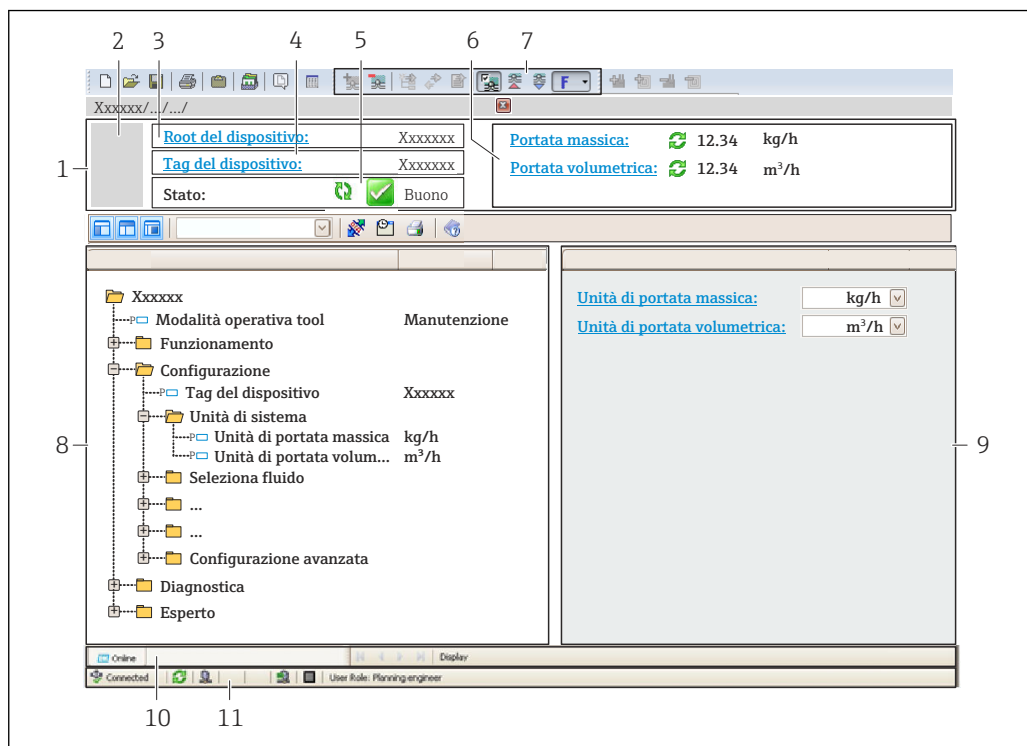 2 3 4 5 6 7
F
Xxxxxx/.../.../
1
Root del dispositivo: Xxxxxxx
Tag del dispositivo: Xxxxxxx
Stato: Buono
Portata massica: 12.34 kg/h
Portata volumetrica: 12.34 m³/h
Xxxxxx
Modalità operativa tool Manutenzione
Funzionamento
Configurazione
Tag del dispositivo Xxxxxx
Unità di sistema
Unità di portata massica kg/h
Unità di portata volum... m³/h
Seleziona fluido
...
...
Configurazione avanzata
Diagnostica
Esperto
8
Unità di portata massica: kg/h
Unità di portata volumetrica: m³/h
9
Online Display
Connected User Role: Planning engineer
10 11